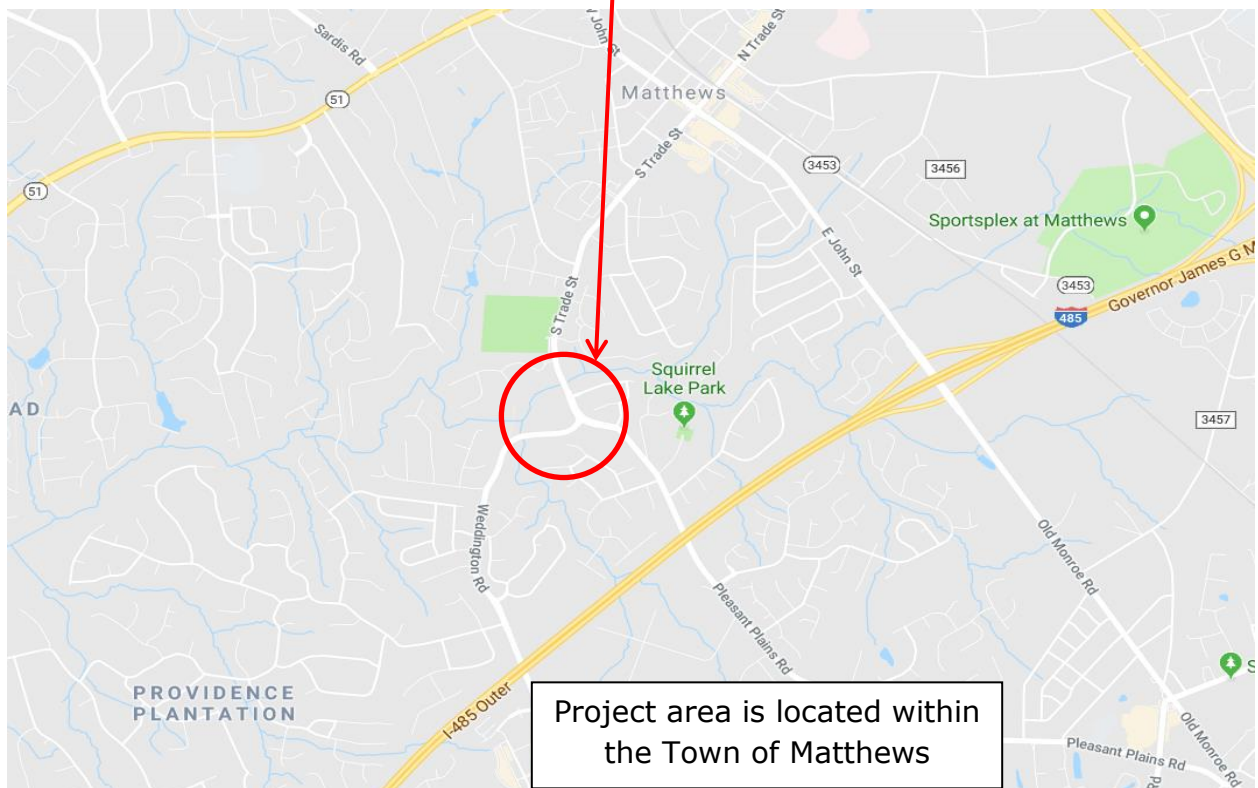 Sardis Rd
N John St
N Trade St
51
Matthews
S Trade St
3453
3456
51
Sportsplex at Matthews
E John St
3453
Governor James G M
485
S Trade St
Squirrel
Lake Park
AD
3457
Weddington Rd
Old Monroe Rd
Pleasant Plains Rd
S
PROVIDENCE
PLANTATION
I-485 Outer
Project area is located within
the Town of Matthews
Old Monroe Rd
Pleasant Plains Rd
Rd